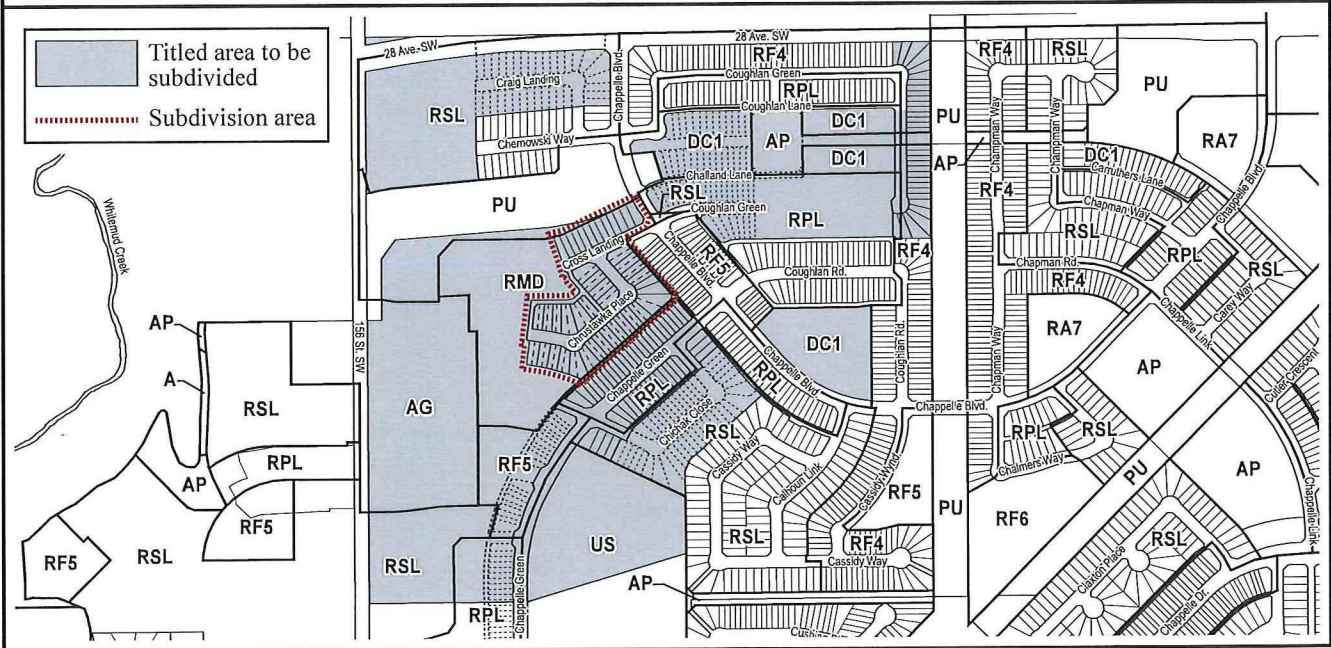 Titled area to be
subdivided
Subdivision area
28 Ave. SW
28 Ave. SW
RF4
RF4
RSL
Coughlan Green
Craig Landing
Chappelle Blvd.
RPL
PU
RSL
Coughlan Lane
DC1
PU
Chernowski Way
DC1
AP
Chapman Way
Chapman Way
RA7
DC1
AP
DC1
Carruthers Lane
Challand Lane
RSL
RF4
Chapman Way
Chappelle Blvd.
Whitemud Creek
PU
Coughlan Green
RPL
RSL
RPL
Cross Landing
RF5
RF4
Chapman Rd.
RSL
RMD
Chappelle Blvd.
Coughlan Rd.
RF4
Carey Way
Christawka Place
RA7
Chappelle Link
AP
156 St. SW
DC1
Coughlan Rd.
Chapman Way
AP
Cutler Crescent
A
RSL
AG
Chappelle Green
RPL
Chappelle Blvd.
RPL
Chappelle Blvd.
Chichak Close
RSL
RPL
RSL
RPL
RF5
Cassidy Way
Chalmers Way
PU
AP
AP
Calhoun Link
Cassidy Wynd
RF5
PU
RF6
Chappelle Link
RF5
RSL
RF5
RSL
US
RSL
RF4
RSL
Cassidy Way
Chappelle Green
AP
Claxton Place
RPL
Chappelle Dr.